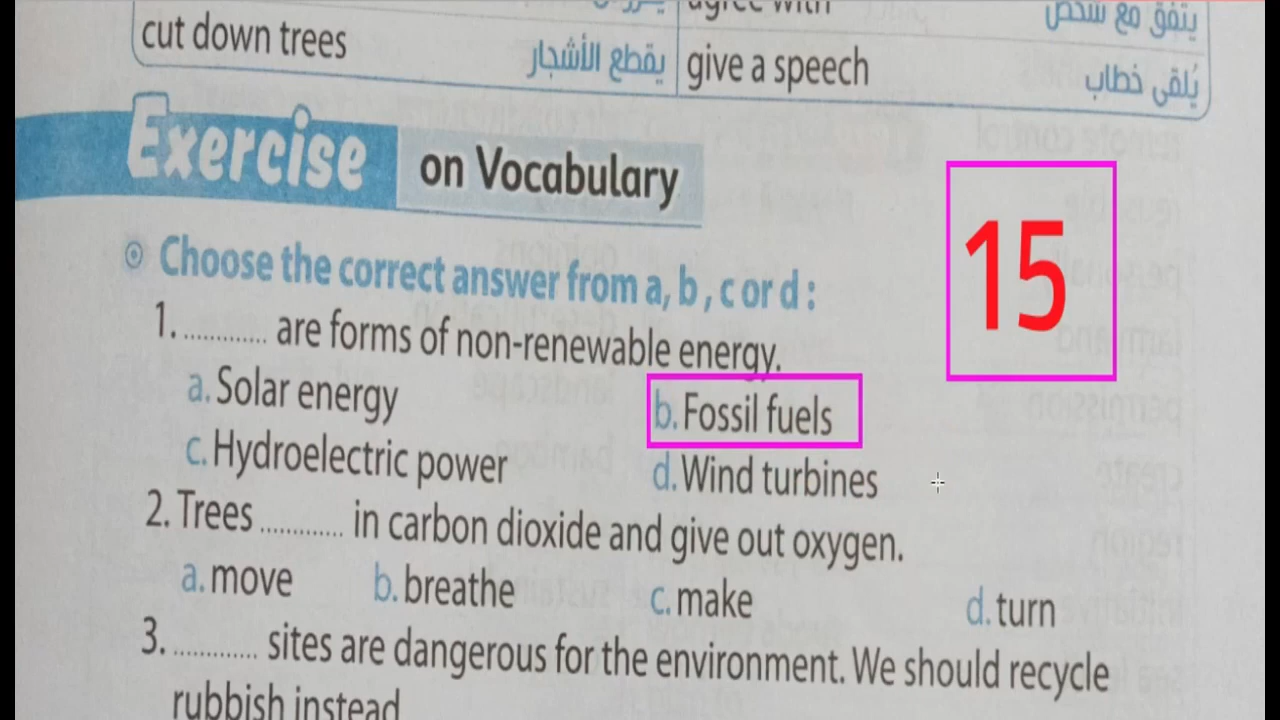 agree with يتفق مع شخص
cut down trees يقطع الأشجار give a speech يُلقى خطاب
Exercise on Vocabulary
Choose the correct answer from a, b , c or d :
15
1. ............. are forms of non-renewable energy.
a. Solar energy b. Fossil fuels
c. Hydroelectric power d. Wind turbines
2. Trees ............. in carbon dioxide and give out oxygen.
a. move b. breathe c. make d. turn
3. ............. sites are dangerous for the environment. We should recycle
rubbish instead